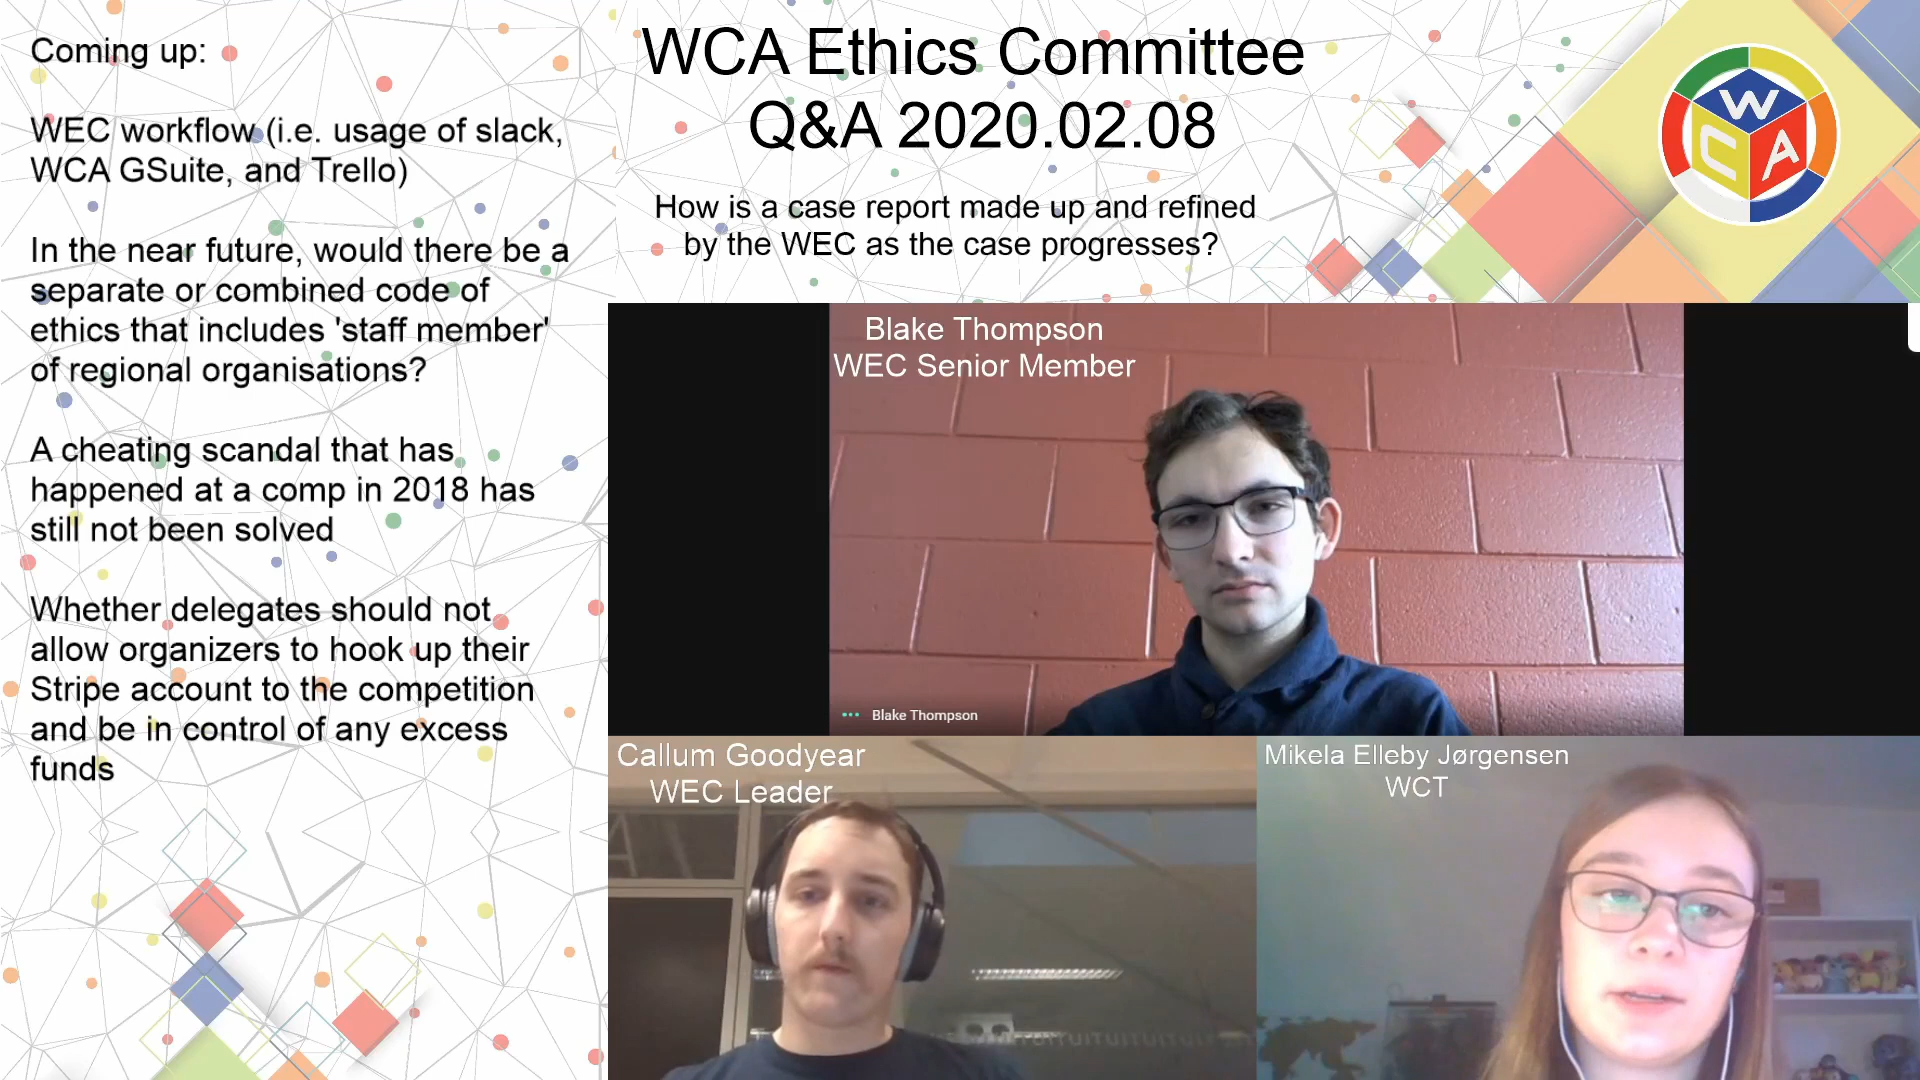 Coming up:
WEC workflow (i.e. usage of slack,
WCA GSuite, and Trello)
In the near future, would there be a
separate or combined code of
ethics that includes 'staff member'
of regional organisations?
A cheating scandal that has
happened at a comp in 2018 has
still not been solved
Whether delegates should not
allow organizers to hook up their
Stripe account to the competition
and be in control of any excess
funds
WCA Ethics Committee
Q&A 2020.02.08
How is a case report made up and refined
by the WEC as the case progresses?
WCA
Blake Thompson
WEC Senior Member
Blake Thompson
Callum Goodyear
WEC Leader
Mikela Elleby Jørgensen
WCT